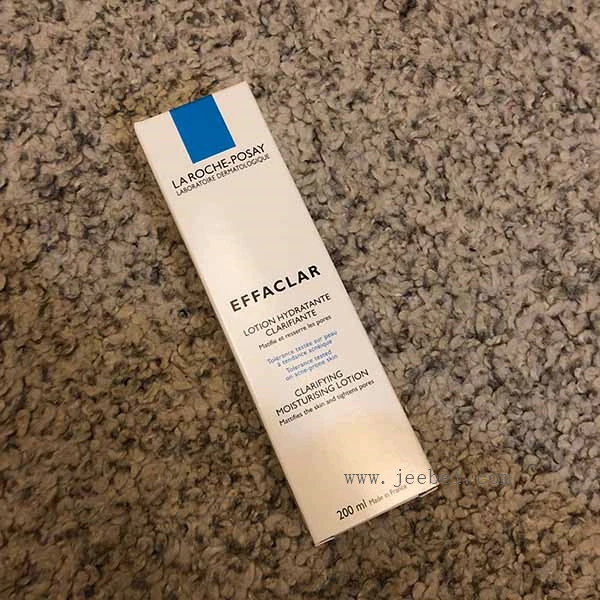 LA ROCHE-POSAY
LABORATOIRE DERMATOLOGIQUE
EFFACLAR
LOTION HYDRATANTE
CLARIFIANTE
Matifie et resserre les pores
Tolérance testée sur peau
à tendance acnéique
Tolerance tested
on acne-prone skin
CLARIFYING
MOISTURISING LOTION
Mattifies the skin and tightens pores
200 ml Made in France